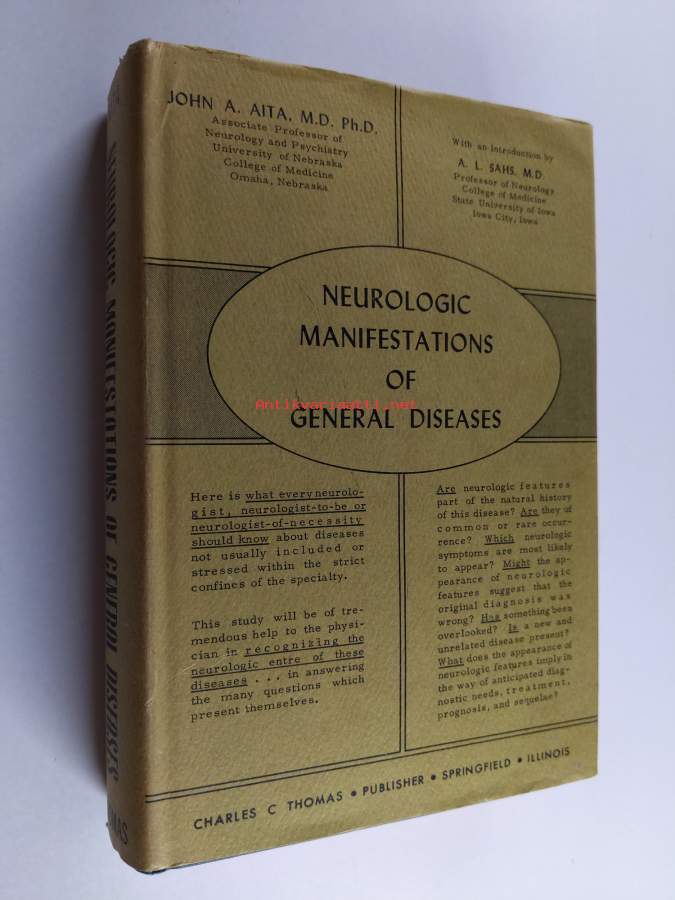 JOHN A. AITA, M.D. Ph.D.
Associate Professor of
Neurology and Psychiatry
University of Nebraska
College of Medicine
Omaha, Nebraska
With an Introduction by
A. L. SAHS, M.D.
Professor of Neurology
College of Medicine
State University of Iowa
Iowa City, Iowa
NEUROLOGIC
MANIFESTATIONS
OF
GENERAL DISEASES
Antikvariaatti.net
Here is what every neurolo-
gist, neurologist-to-be or
neurologist-of-necessity
should know about diseases
not usually included or
stressed within the strict
confines of the specialty.
This study will be of tre-
mendous help to the physi-
cian in recognizing the
neurologic entre of these
diseases . . . in answering
the many questions which
present themselves.
Are neurologic features
part of the natural history
of this disease? Are they of
common or rare occur-
rence? Which neurologic
symptoms are most likely
to appear? Might the ap-
pearance of neurologic
features suggest that the
original diagnosis was
wrong? Has something been
overlooked? Is a new and
unrelated disease present?
What does the appearance of
neurologic features imply in
the way of anticipated diag-
nostic needs, treatment,
prognosis, and sequelae?
CHARLES C THOMAS • PUBLISHER • SPRINGFIELD • ILLINOIS
NEUROLOGIC MANIFESTATIONS OF GENERAL DISEASES
MAS